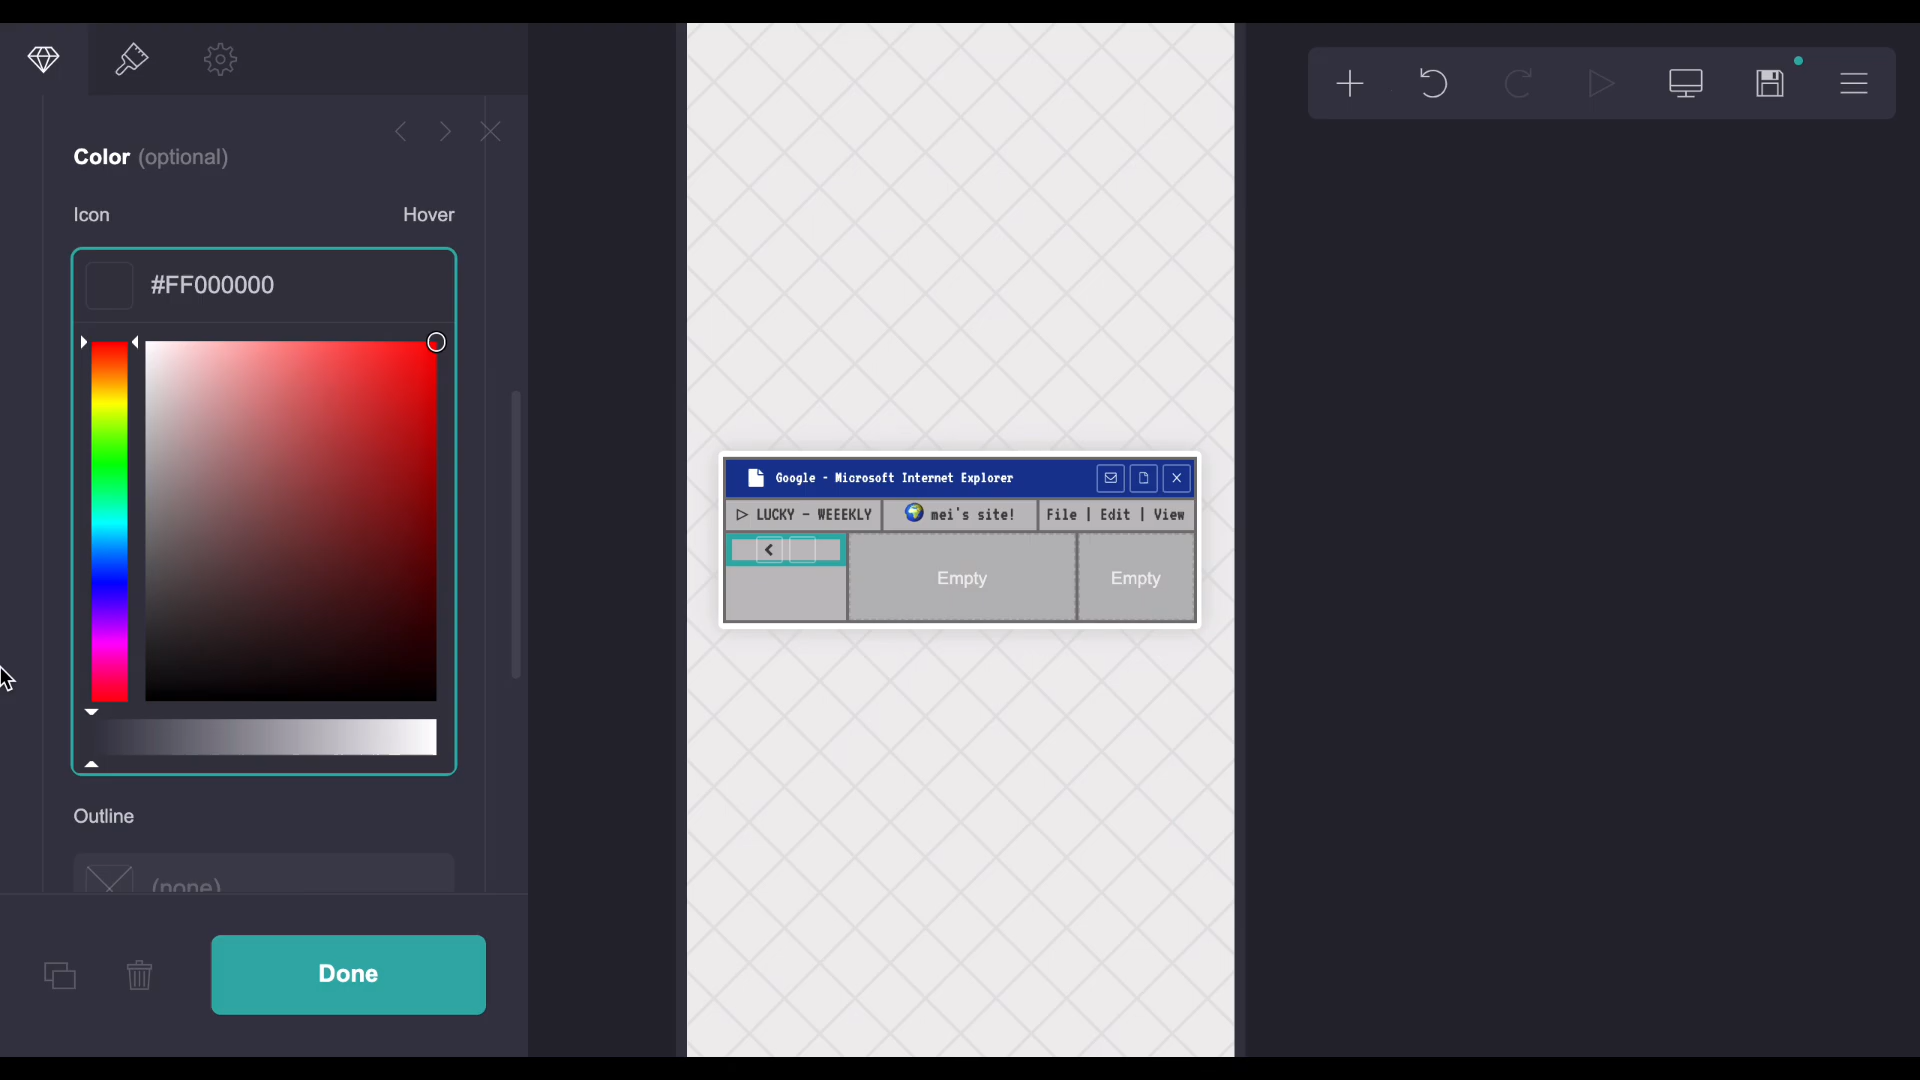 Color (optional)
Icon Hover
#FF000000
Outline
(none)
Done
Google - Microsoft Internet Explorer
▷ LUCKY - WEEEKLY
mei's site!
File | Edit | View
Empty
Empty